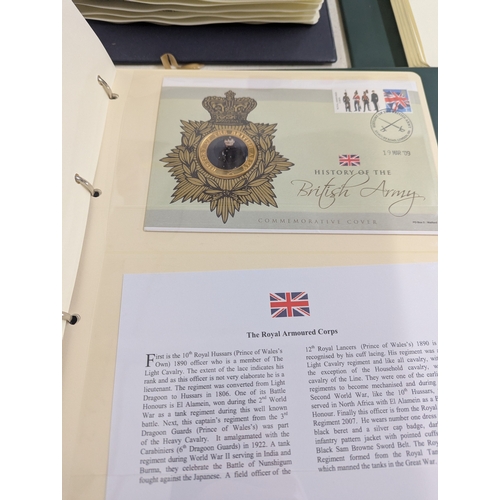 19 MAR '09
HISTORY OF THE
British Army
COMMEMORATIVE COVER
The Royal Armoured Corps
First is the 10th Royal Hussars (Prince of Wales's
Own) 1890 officer who is a member of The
Light Cavalry. The extent of the lace indicates his
rank and as this officer is not very elaborate he is a
lieutenant. The regiment was converted from Light
Dragoon to Hussars in 1806. One of its Battle
Honours is El Alamein, won during the 2nd World
War as a tank regiment during this well known
battle. Next, this captain's regiment from the 3rd
Dragoon Guards (Prince of Wales's) was part
of the Heavy Cavalry. It amalgamated with the
Carabiniers (6th Dragoon Guards) in 1922. A tank
regiment during World War II serving in India and
Burma, they celebrate the Battle of Nunshigum
fought against the Japanese. A field officer of the
12th Royal Lancers (Prince of Wales's) 1890 is
recognised by his cuff lacing. His regiment was
Light Cavalry regiment and like all cavalry, with
the exception of the Household cavalry, w
cavalry of the Line. They were one of the earli
regiments to become mechanised and during
Second World War, like the 10th Hussars,
served in North Africa with El Alamein as a B
Honour. Finally this officer is from the Royal
Regiment 2007. He wears number one dress
black beret and a silver cap badge, dark
infantry pattern jacket with pointed cuffs
Black Sam Browne Sword Belt. The Roy
Regiment formed from the Royal Tan
which manned the tanks in the Great War.